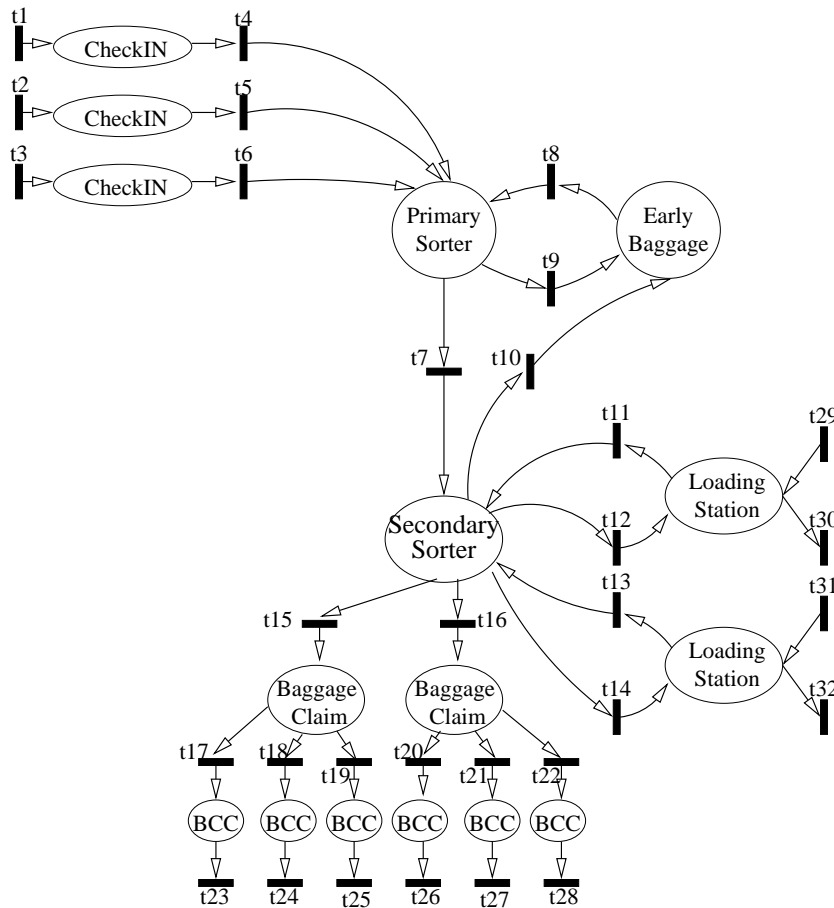 t1
t4
CheckIN
t2
t5
CheckIN
t3
t6
CheckIN
t8
Primary
Sorter
Early
Baggage
t9
t7
t10
t11
t29
Loading
Station
t12
t30
Secondary
Sorter
t13
t31
t15
t16
Loading
Station
t14
t32
Baggage
Claim
Baggage
Claim
t17
t18
t19
t20
t21
t22
BCC
BCC
BCC
BCC
BCC
BCC
t23
t24
t25
t26
t27
t28